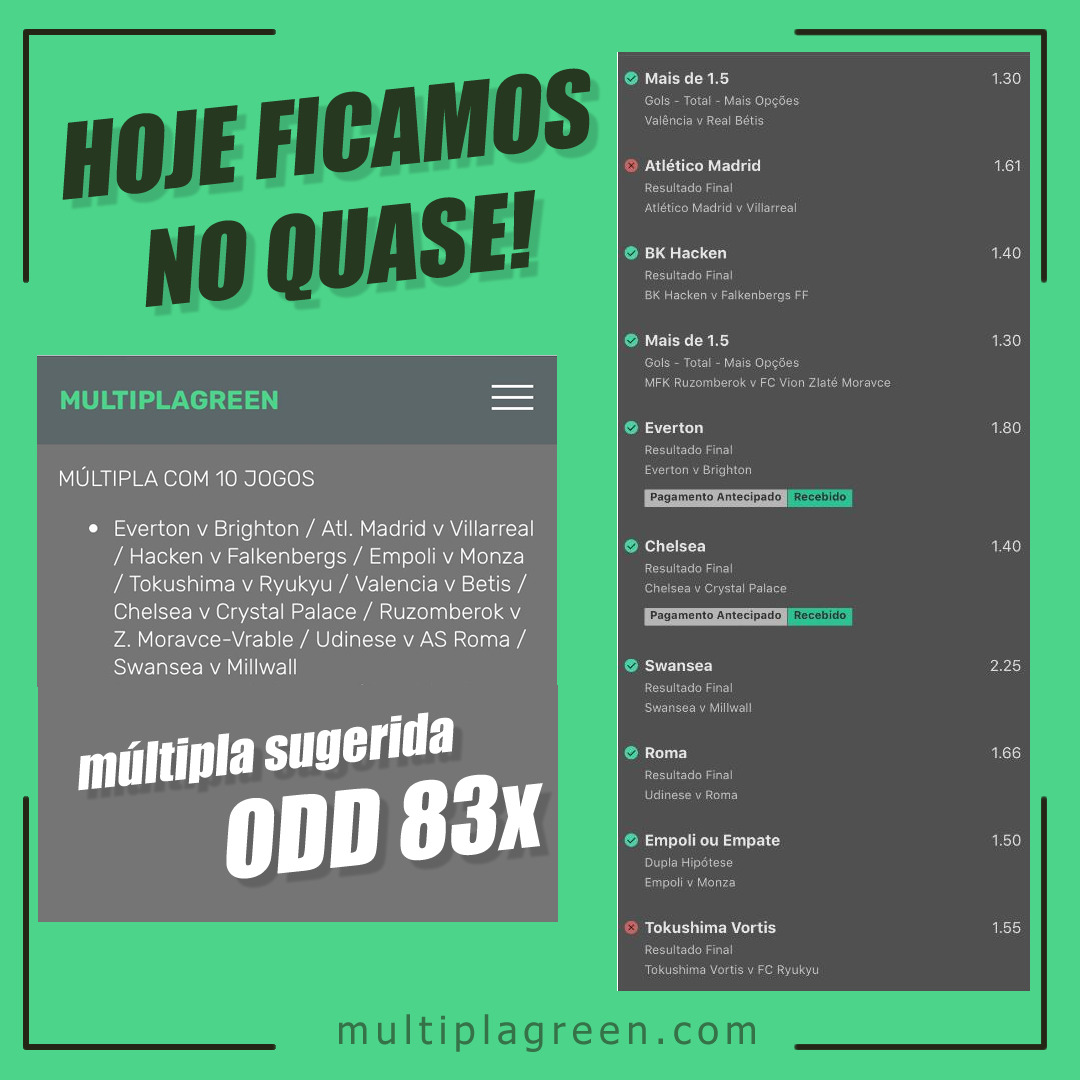 HOJE FICAMOS
NO QUASE!
MULTIPLAGREEN
MÚLTIPLA COM 10 JOGOS
• Everton v Brighton / Atl. Madrid v Villarreal
/ Hacken v Falkenbergs / Empoli v Monza
/ Tokushima v Ryukyu / Valencia v Betis /
Chelsea v Crystal Palace / Ruzomberok v
Z. Moravce-Vrable / Udinese v AS Roma /
Swansea v Millwall
múltipla sugerida
ODD 83x
Mais de 1.5 1.30
Gols - Total - Mais Opções
Valência v Real Bétis
Atlético Madrid 1.61
Resultado Final
Atlético Madrid v Villarreal
BK Hacken 1.40
Resultado Final
BK Hacken v Falkenbergs FF
Mais de 1.5 1.30
Gols - Total - Mais Opções
MFK Ruzomberok v FC Vion Zlaté Moravce
Everton 1.80
Resultado Final
Everton v Brighton
Pagamento Antecipado Recebido
Chelsea 1.40
Resultado Final
Chelsea v Crystal Palace
Pagamento Antecipado Recebido
Swansea 2.25
Resultado Final
Swansea v Millwall
Roma 1.66
Resultado Final
Udinese v Roma
Empoli ou Empate 1.50
Dupla Hipótese
Empoli v Monza
Tokushima Vortis 1.55
Resultado Final
Tokushima Vortis v FC Ryukyu
multiplagreen.com